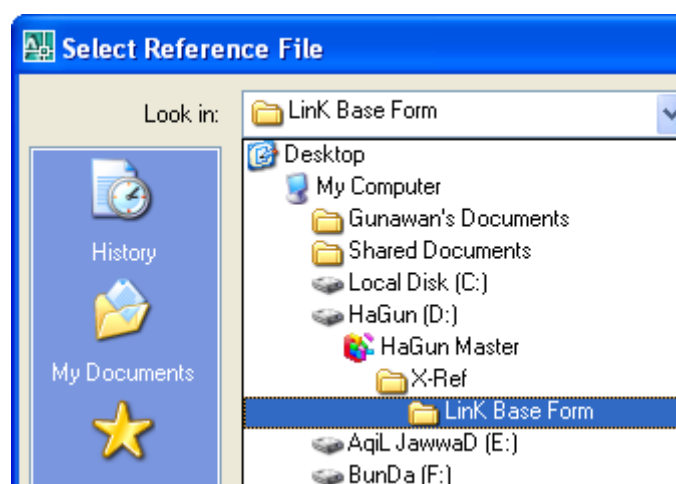 Select Reference File
Look in: LinK Base Form
Desktop
My Computer
Gunawan's Documents
Shared Documents
Local Disk (C:)
HaGun (D:)
HaGun Master
X-Ref
LinK Base Form
AqiL JawwaD (E:)
BunDa (F:)
History
My Documents